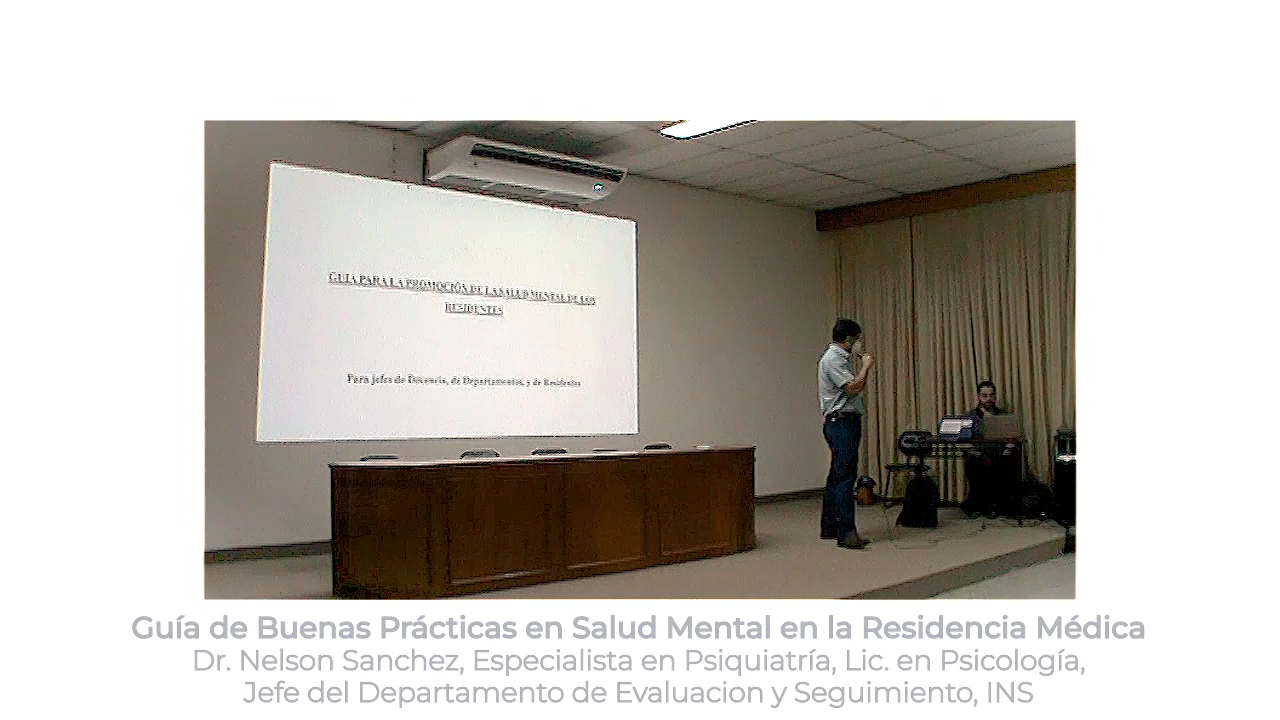 GUIA PARA LA PROMOCIÓN DE LA SALUD MENTAL DE LOS
RESIDENTES
Para jefes de Docencia, de Departamentos, y de Residentes
Guía de Buenas Prácticas en Salud Mental en la Residencia Médica
Dr. Nelson Sanchez, Especialista en Psiquiatría, Lic. en Psicología,
Jefe del Departamento de Evaluacion y Seguimiento, INS